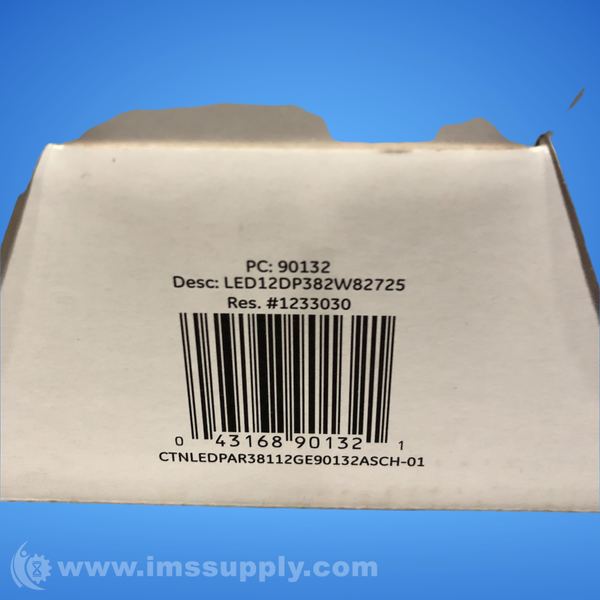 PC: 90132
Desc: LED12DP382W82725
Res. #1233030
0 43168 90132 1
CTNLEDPAR38112GE90132ASCH-01
www.imssupply.com